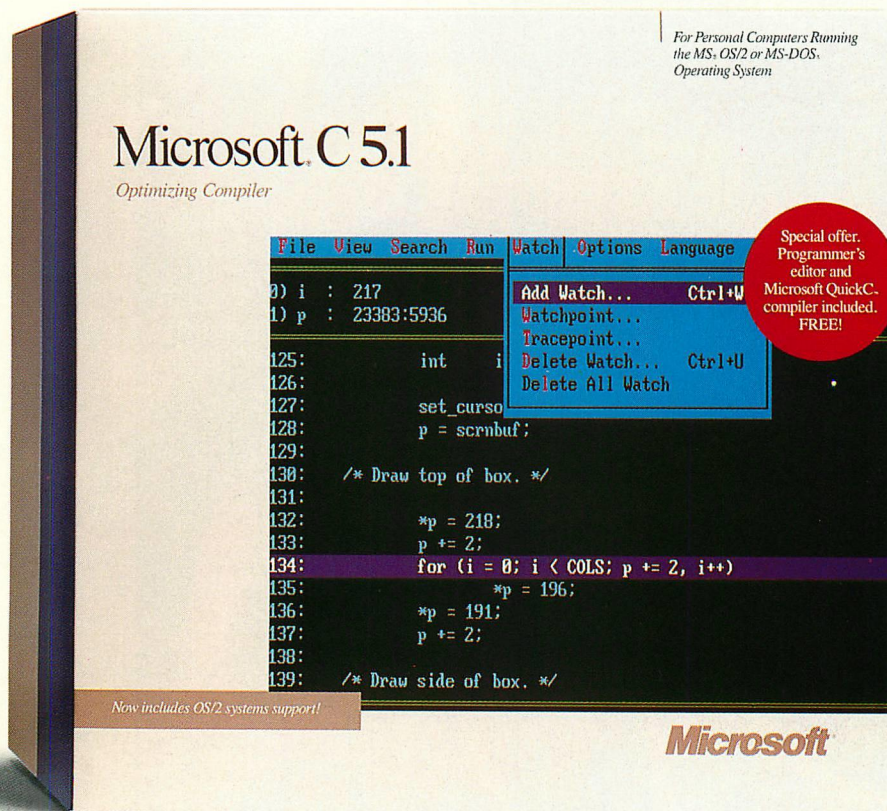 For Personal Computers Running
the MS® OS/2 or MS-DOS®
Operating System
Microsoft® C 5.1
Optimizing Compiler
Special offer.
Programmer's
editor and
Microsoft QuickC®
compiler included.
FREE!
File View Search Run Watch Options Language
0) i : 217
1) p : 23383:5936
Add Watch... Ctrl+W
Watchpoint...
Tracepoint...
Delete Watch... Ctrl+U
Delete All Watch
125: int i
126:
127: set_curso
128: p = scrnbuf;
129:
130: /* Draw top of box. */
131:
132: *p = 218;
133: p += 2;
134: for (i = 0; i < COLS; p += 2, i++)
135: *p = 196;
136: *p = 191;
137: p += 2;
138:
139: /* Draw side of box. */
Now includes OS/2 systems support!
Microsoft